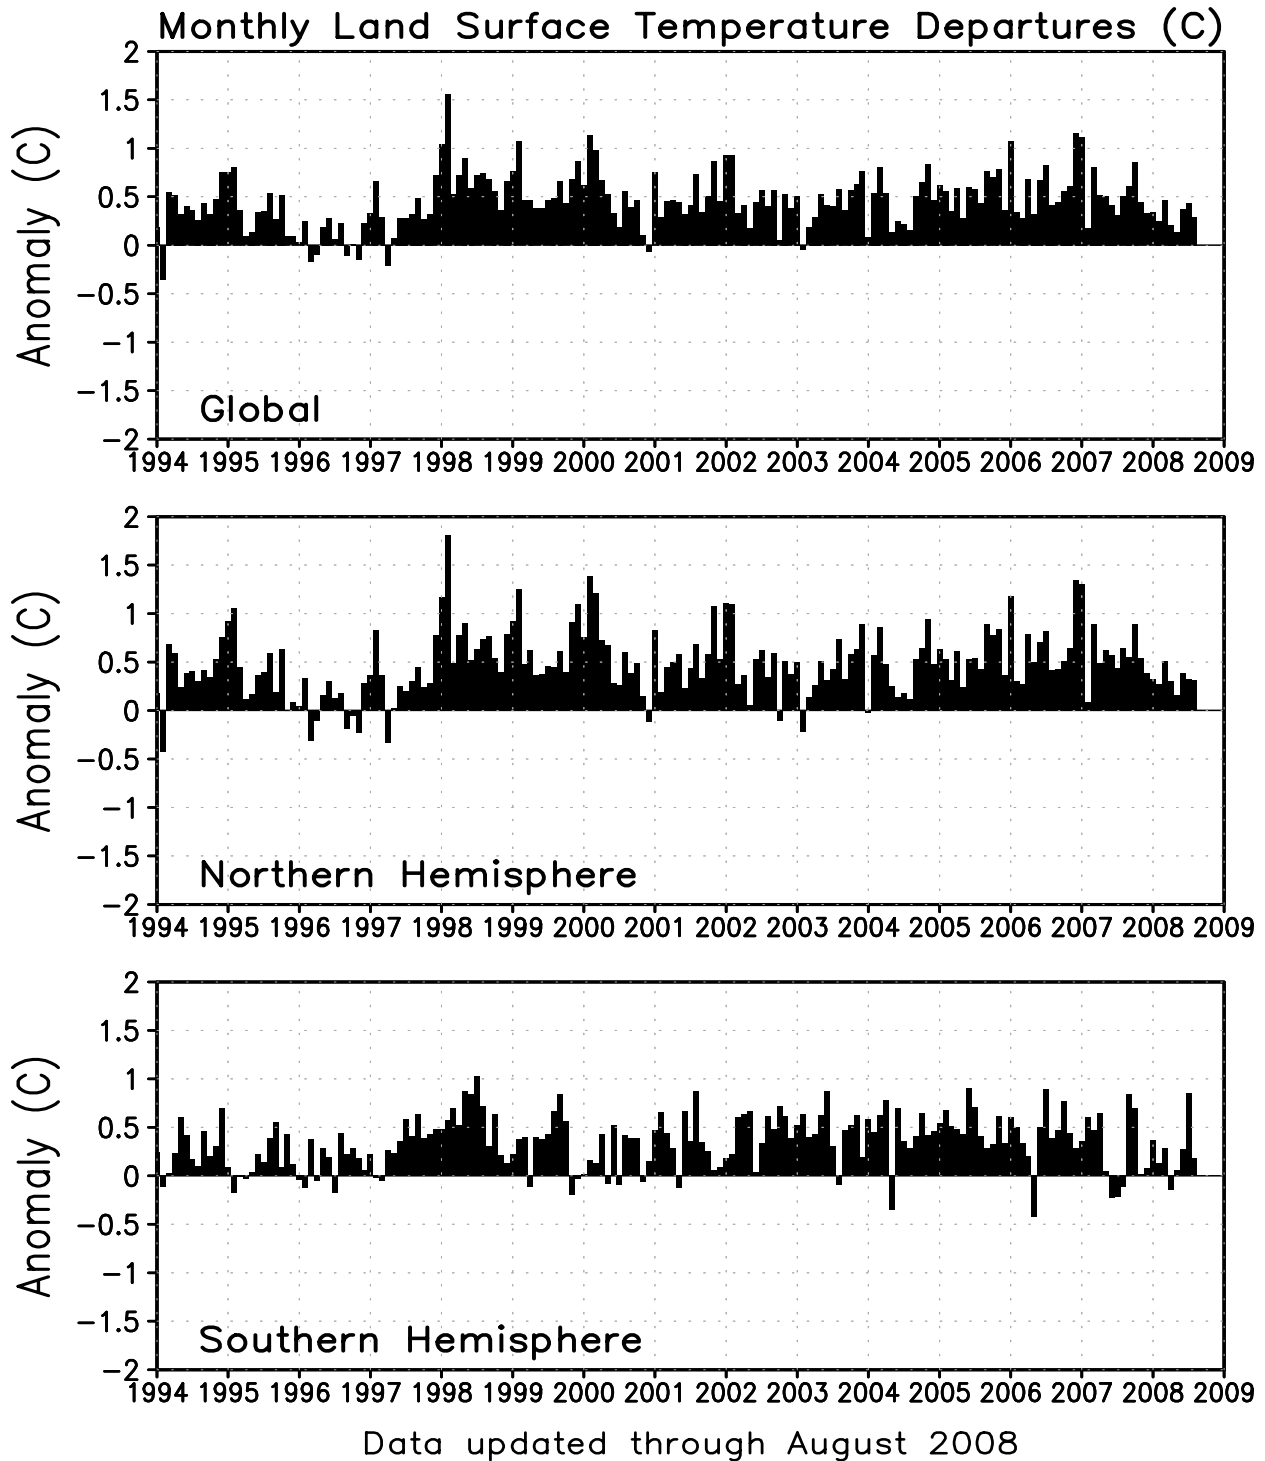 Monthly Land Surface Temperature Departures (C)
2
1.5
1
0.5
0
−0.5
−1
−1.5
−2
Anomaly (C)
Global
1994 1995 1996 1997 1998 1999 2000 2001 2002 2003 2004 2005 2006 2007 2008 2009
2
1.5
1
0.5
0
−0.5
−1
−1.5
−2
Anomaly (C)
Northern Hemisphere
1994 1995 1996 1997 1998 1999 2000 2001 2002 2003 2004 2005 2006 2007 2008 2009
2
1.5
1
0.5
0
−0.5
−1
−1.5
−2
Anomaly (C)
Southern Hemisphere
1994 1995 1996 1997 1998 1999 2000 2001 2002 2003 2004 2005 2006 2007 2008 2009
Data updated through August 2008